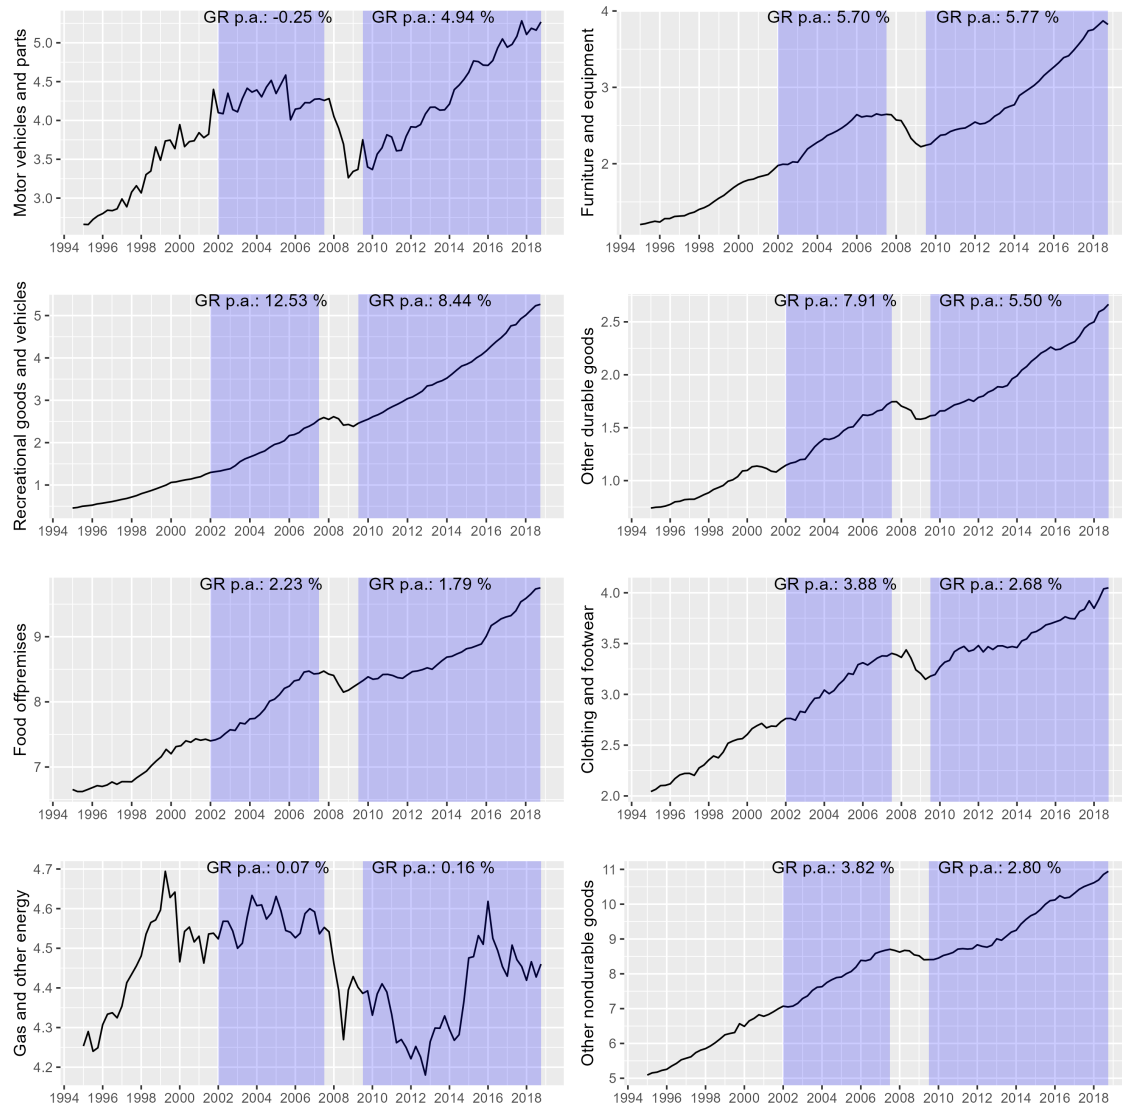 GR p.a.: -0.25 % GR p.a.: 4.94 %
Motor vehicles and parts
5.0
4.5
4.0
3.5
3.0
1994 1996 1998 2000 2002 2004 2006 2008 2010 2012 2014 2016 2018
GR p.a.: 5.70 % GR p.a.: 5.77 %
Furniture and equipment
4
3
2
1994 1996 1998 2000 2002 2004 2006 2008 2010 2012 2014 2016 2018
GR p.a.: 12.53 % GR p.a.: 8.44 %
Recreational goods and vehicles
5
4
3
2
1
1994 1996 1998 2000 2002 2004 2006 2008 2010 2012 2014 2016 2018
GR p.a.: 7.91 % GR p.a.: 5.50 %
Other durable goods
2.5
2.0
1.5
1.0
1994 1996 1998 2000 2002 2004 2006 2008 2010 2012 2014 2016 2018
GR p.a.: 2.23 % GR p.a.: 1.79 %
Food offpremises
9
8
7
1994 1996 1998 2000 2002 2004 2006 2008 2010 2012 2014 2016 2018
GR p.a.: 3.88 % GR p.a.: 2.68 %
Clothing and footwear
4.0
3.5
3.0
2.5
2.0
1994 1996 1998 2000 2002 2004 2006 2008 2010 2012 2014 2016 2018
GR p.a.: 0.07 % GR p.a.: 0.16 %
Gas and other energy
4.7
4.6
4.5
4.4
4.3
4.2
1994 1996 1998 2000 2002 2004 2006 2008 2010 2012 2014 2016 2018
GR p.a.: 3.82 % GR p.a.: 2.80 %
Other nondurable goods
11
10
9
8
7
6
5
1994 1996 1998 2000 2002 2004 2006 2008 2010 2012 2014 2016 2018